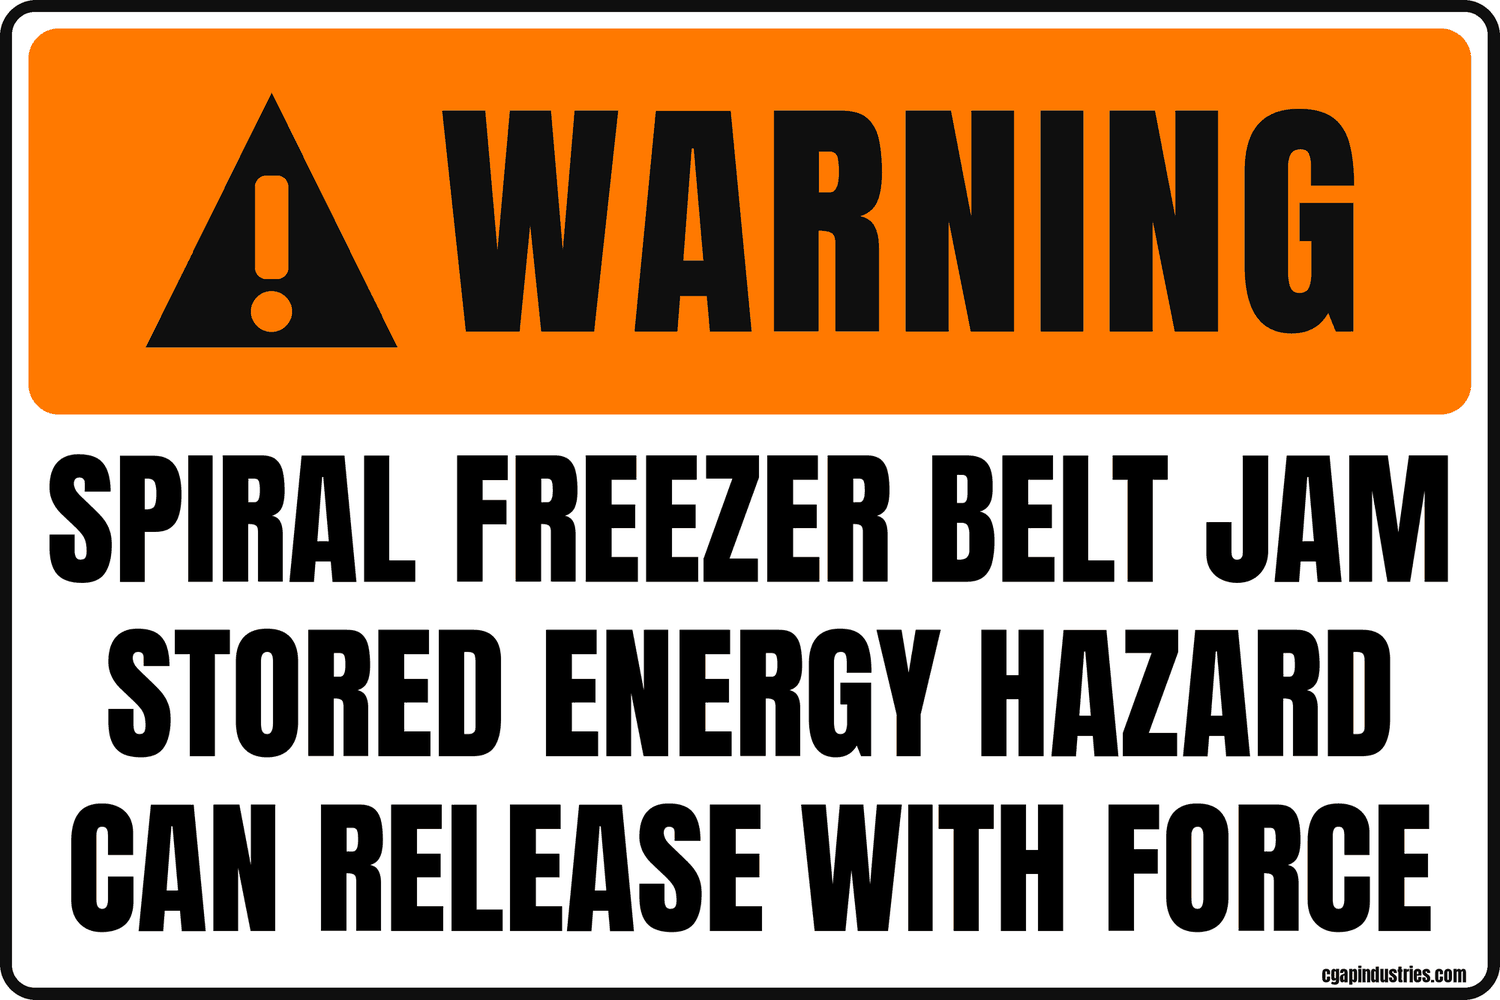 WARNING
SPIRAL FREEZER BELT JAM
STORED ENERGY HAZARD
CAN RELEASE WITH FORCE
cgapindustries.com